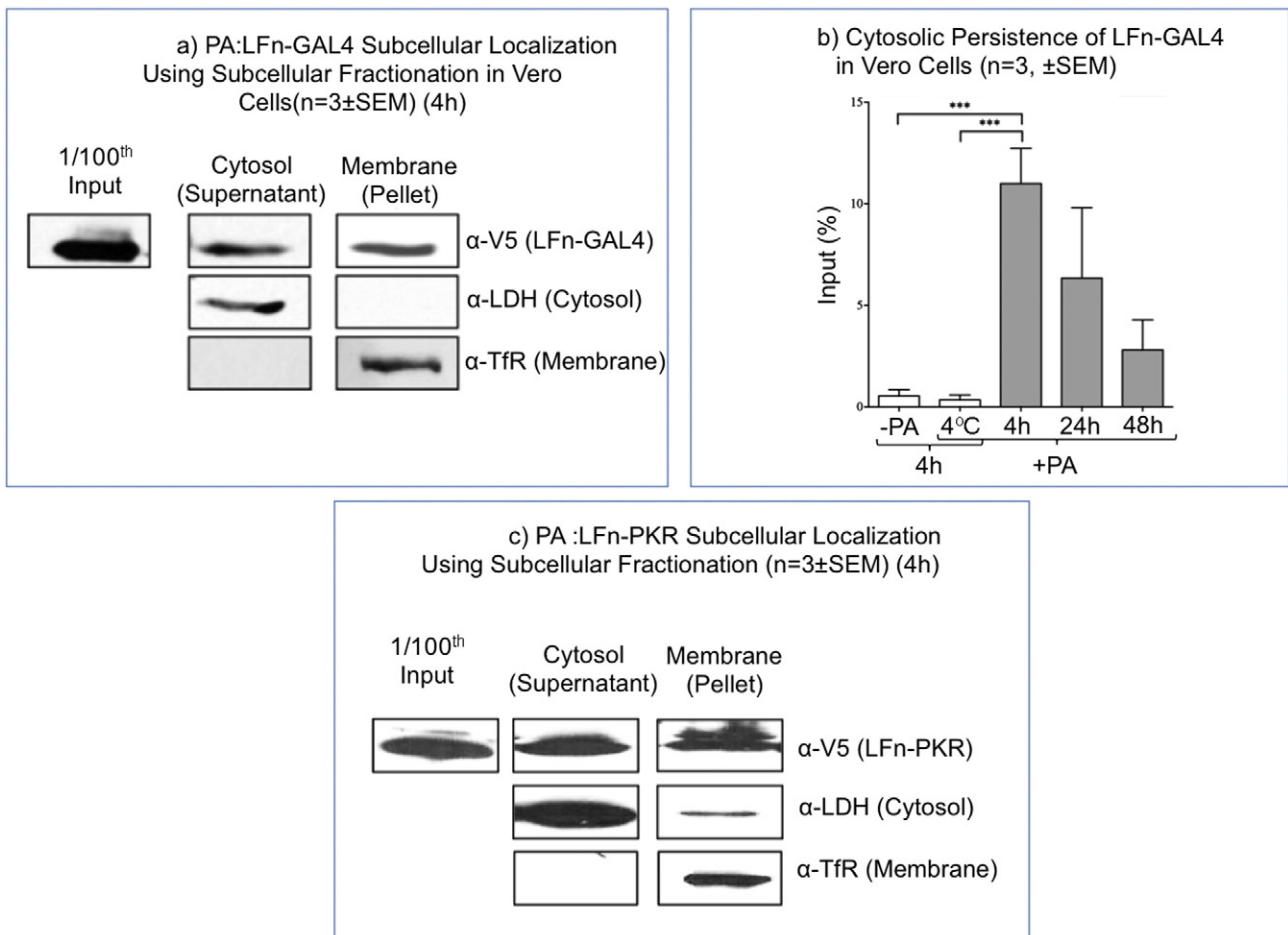 a) PA:LFn-GAL4 Subcellular Localization
Using Subcellular Fractionation in Vero
Cells(n=3±SEM) (4h)
1/100th
Input
Cytosol
(Supernatant)
Membrane
(Pellet)
α-V5 (LFn-GAL4)
α-LDH (Cytosol)
α-TfR (Membrane)
b) Cytosolic Persistence of LFn-GAL4
in Vero Cells (n=3, ±SEM)
Input (%)
15
10
5
0
***
***
-PA
4°C
4h
24h
48h
4h
+PA
c) PA :LFn-PKR Subcellular Localization
Using Subcellular Fractionation (n=3±SEM) (4h)
1/100th
Input
Cytosol
(Supernatant)
Membrane
(Pellet)
α-V5 (LFn-PKR)
α-LDH (Cytosol)
α-TfR (Membrane)